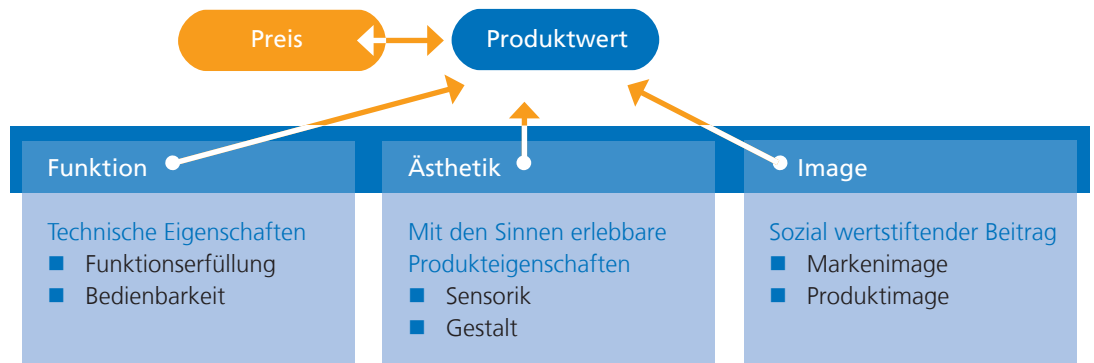 Preis
Produktwert
Funktion
Technische Eigenschaften
Funktionserfüllung
Bedienbarkeit
Ästhetik
Mit den Sinnen erlebbare
Produkteigenschaften
Sensorik
Gestalt
Image
Sozial wertstiftender Beitrag
Markenimage
Produktimage